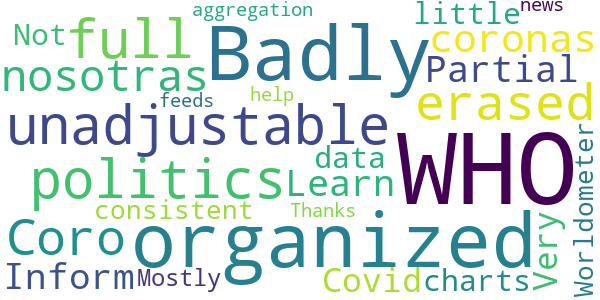 aggregation
news
little
Not
full
Badly
coronas
nosotras
Partial
feeds
help
erased
unadjustable
WHO
data
politics
Learn
consistent
Thanks
Very
Worldometer
Coro
organized
Inform
Mostly
Covid
charts